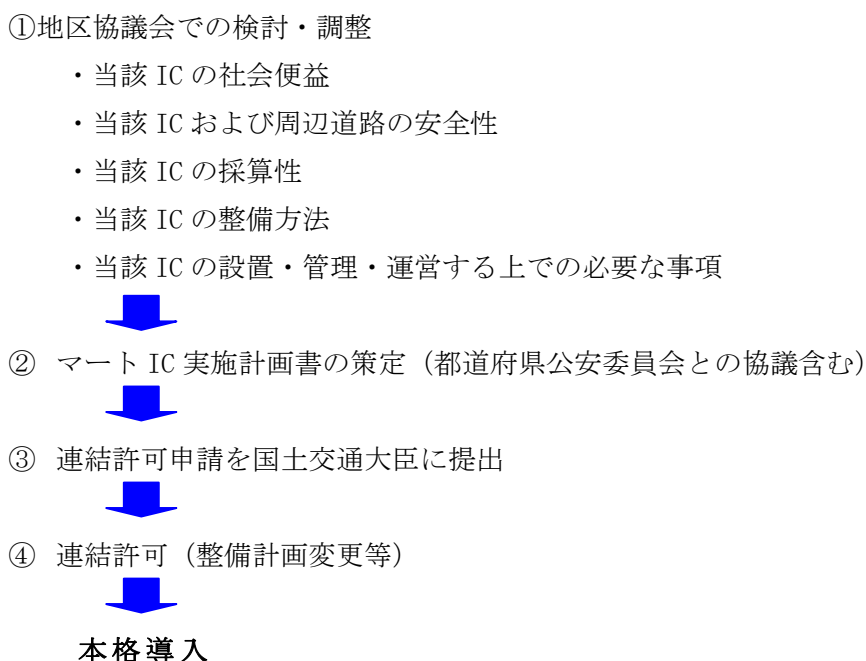 ①地区協議会での検討・調整
・当該 IC の社会便益
・当該 IC および周辺道路の安全性
・当該 IC の採算性
・当該 IC の整備方法
・当該 IC の設置・管理・運営する上での必要な事項
② マート IC 実施計画書の策定（都道府県公安委員会との協議含む）
③ 連結許可申請を国土交通大臣に提出
④ 連結許可（整備計画変更等）
本格導入